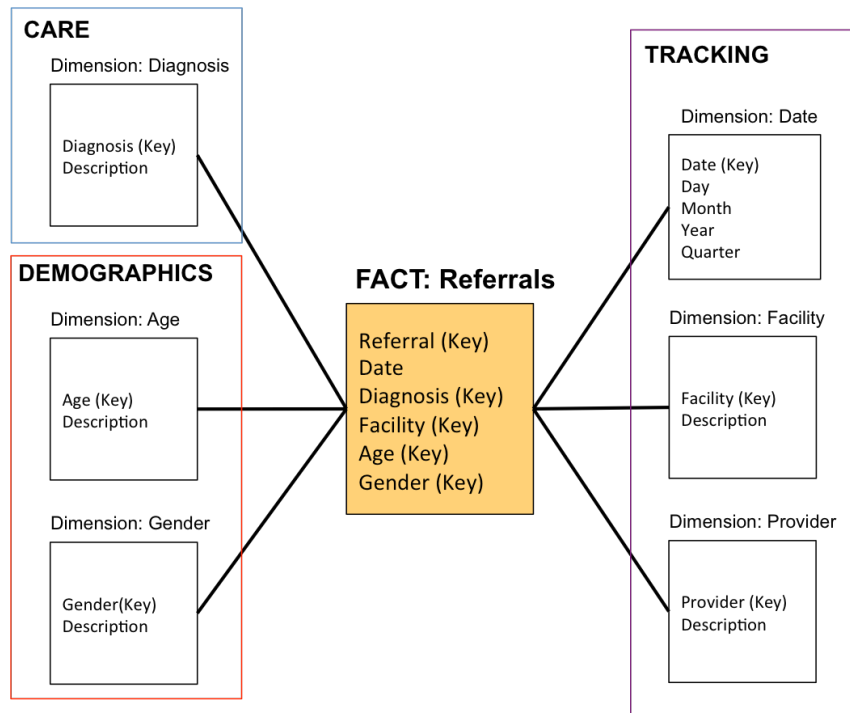 CARE
Dimension: Diagnosis
Diagnosis (Key)
Description
DEMOGRAPHICS
Dimension: Age
Age (Key)
Description
Dimension: Gender
Gender(Key)
Description
FACT: Referrals
Referral (Key)
Date
Diagnosis (Key)
Facility (Key)
Age (Key)
Gender (Key)
TRACKING
Dimension: Date
Date (Key)
Day
Month
Year
Quarter
Dimension: Facility
Facility (Key)
Description
Dimension: Provider
Provider (Key)
Description